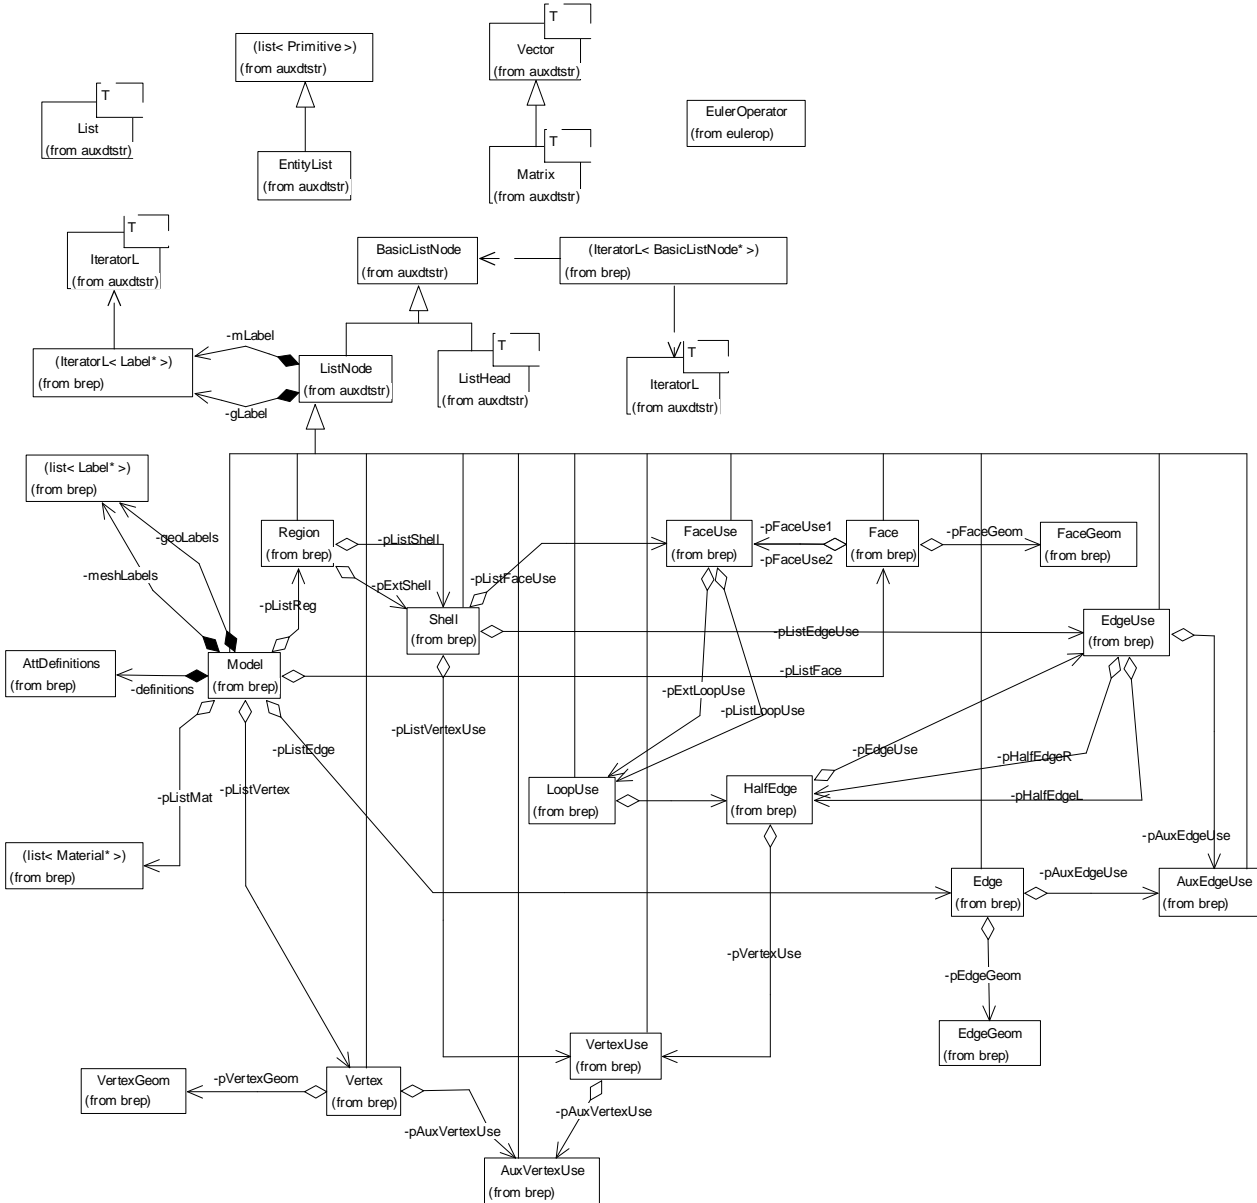 T
(list< Primitive >)
(from auxdtstr)
Vector
(from auxdtstr)
T
List
(from auxdtstr)
EulerOperator
(from eulerop)
EntityList
(from auxdtstr)
T
Matrix
(from auxdtstr)
T
IteratorL
(from auxdtstr)
BasicListNode
(from auxdtstr)
(IteratorL< BasicListNode* >)
(from brep)
-mLabel
(IteratorL< Label* >)
(from brep)
ListNode
(from auxdtstr)
T
ListHead
(from auxdtstr)
T
IteratorL
(from auxdtstr)
-gLabel
(list< Label* >)
(from brep)
-geoLabels
-meshLabels
Region
(from brep)
-pListShell
-pExtShell
-pListReg
-pListFaceUse
FaceUse
(from brep)
-pFaceUse1
-pFaceUse2
Face
(from brep)
-pFaceGeom
FaceGeom
(from brep)
Shell
(from brep)
-pListEdgeUse
EdgeUse
(from brep)
AttDefinitions
(from brep)
-definitions
Model
(from brep)
-pListFace
-pExtLoopUse
-pListLoopUse
-pListVertexUse
-pListEdge
-pEdgeUse
-pHalfEdgeR
-pHalfEdgeL
-pListMat
-pListVertex
LoopUse
(from brep)
HalfEdge
(from brep)
-pAuxEdgeUse
(list< Material* >)
(from brep)
Edge
(from brep)
-pAuxEdgeUse
AuxEdgeUse
(from brep)
-pVertexUse
-pEdgeGeom
EdgeGeom
(from brep)
VertexUse
(from brep)
VertexGeom
(from brep)
-pVertexGeom
Vertex
(from brep)
-pAuxVertexUse
-pAuxVertexUse
AuxVertexUse
(from brep)